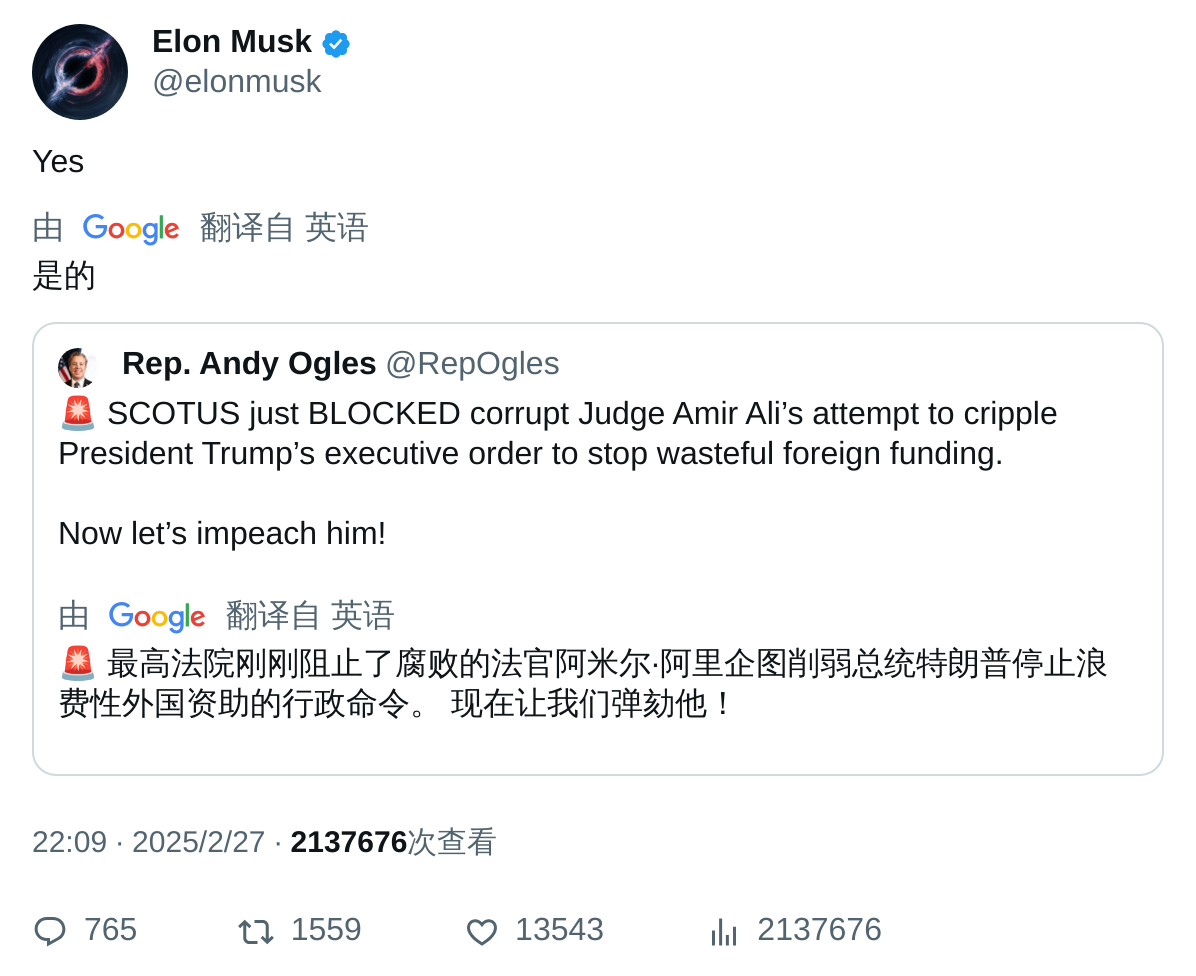 Elon Musk
@elonmusk
Yes
由 Google 翻译自 英语
是的
Rep. Andy Ogles @RepOgles
🚨 SCOTUS just BLOCKED corrupt Judge Amir Ali’s attempt to cripple
President Trump’s executive order to stop wasteful foreign funding.
Now let’s impeach him!
由 Google 翻译自 英语
🚨 最高法院刚刚阻止了腐败的法官阿米尔·阿里企图削弱总统特朗普停止浪
费性外国资助的行政命令。 现在让我们弹劾他！
22:09 · 2025/2/27 · 2137676次查看
765 1559 13543 2137676